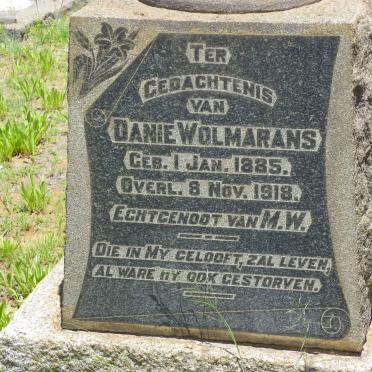 TER
GEDACHTENIS
VAN
DANIE WOLMARANS
GEB. 1 JAN. 1885.
OVERL. 8 NOV. 1918.
ECHTGENOOT VAN M.W.
DIE IN MY GELOOFT, ZAL LEVEN,
AL WARE HY OOK GESTORVEN.